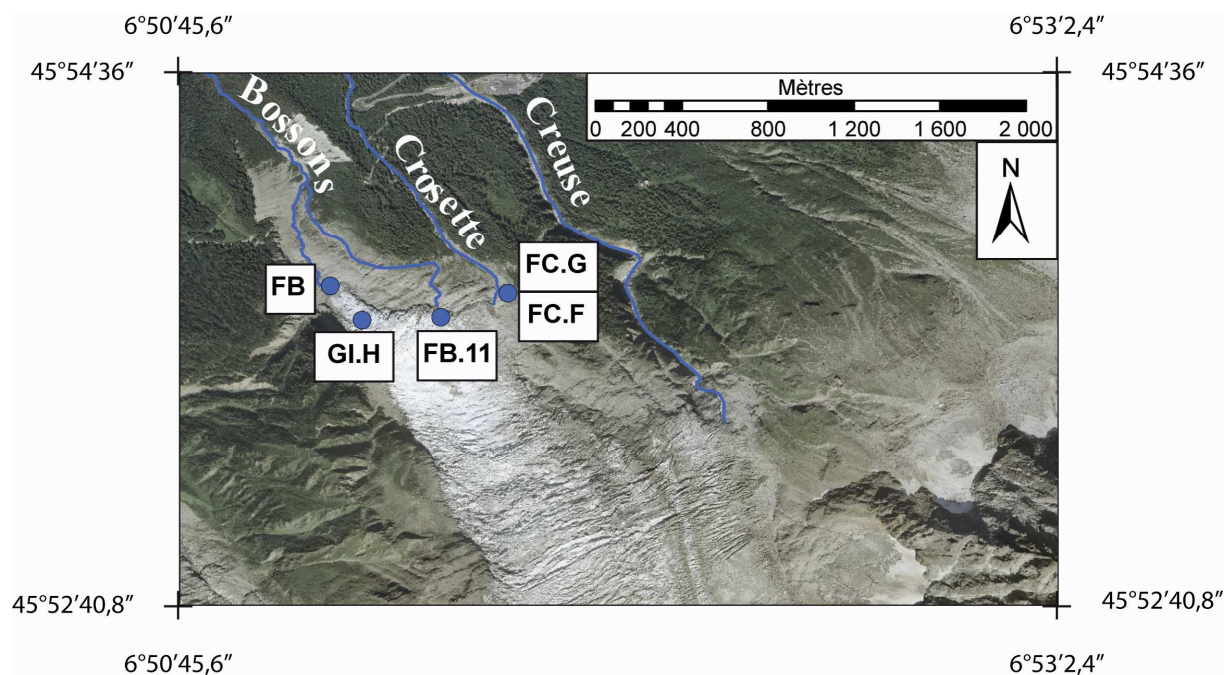 6°50′45,6″
6°53′2,4″
45°54′36″
45°54′36″
Mètres
0 200 400 800 1 200 1 600 2 000
N
Bossons
Crosette
Creuse
FC.G
FB
FC.F
GI.H
FB.11
45°52′40,8″
45°52′40,8″
6°50′45,6″
6°53′2,4″